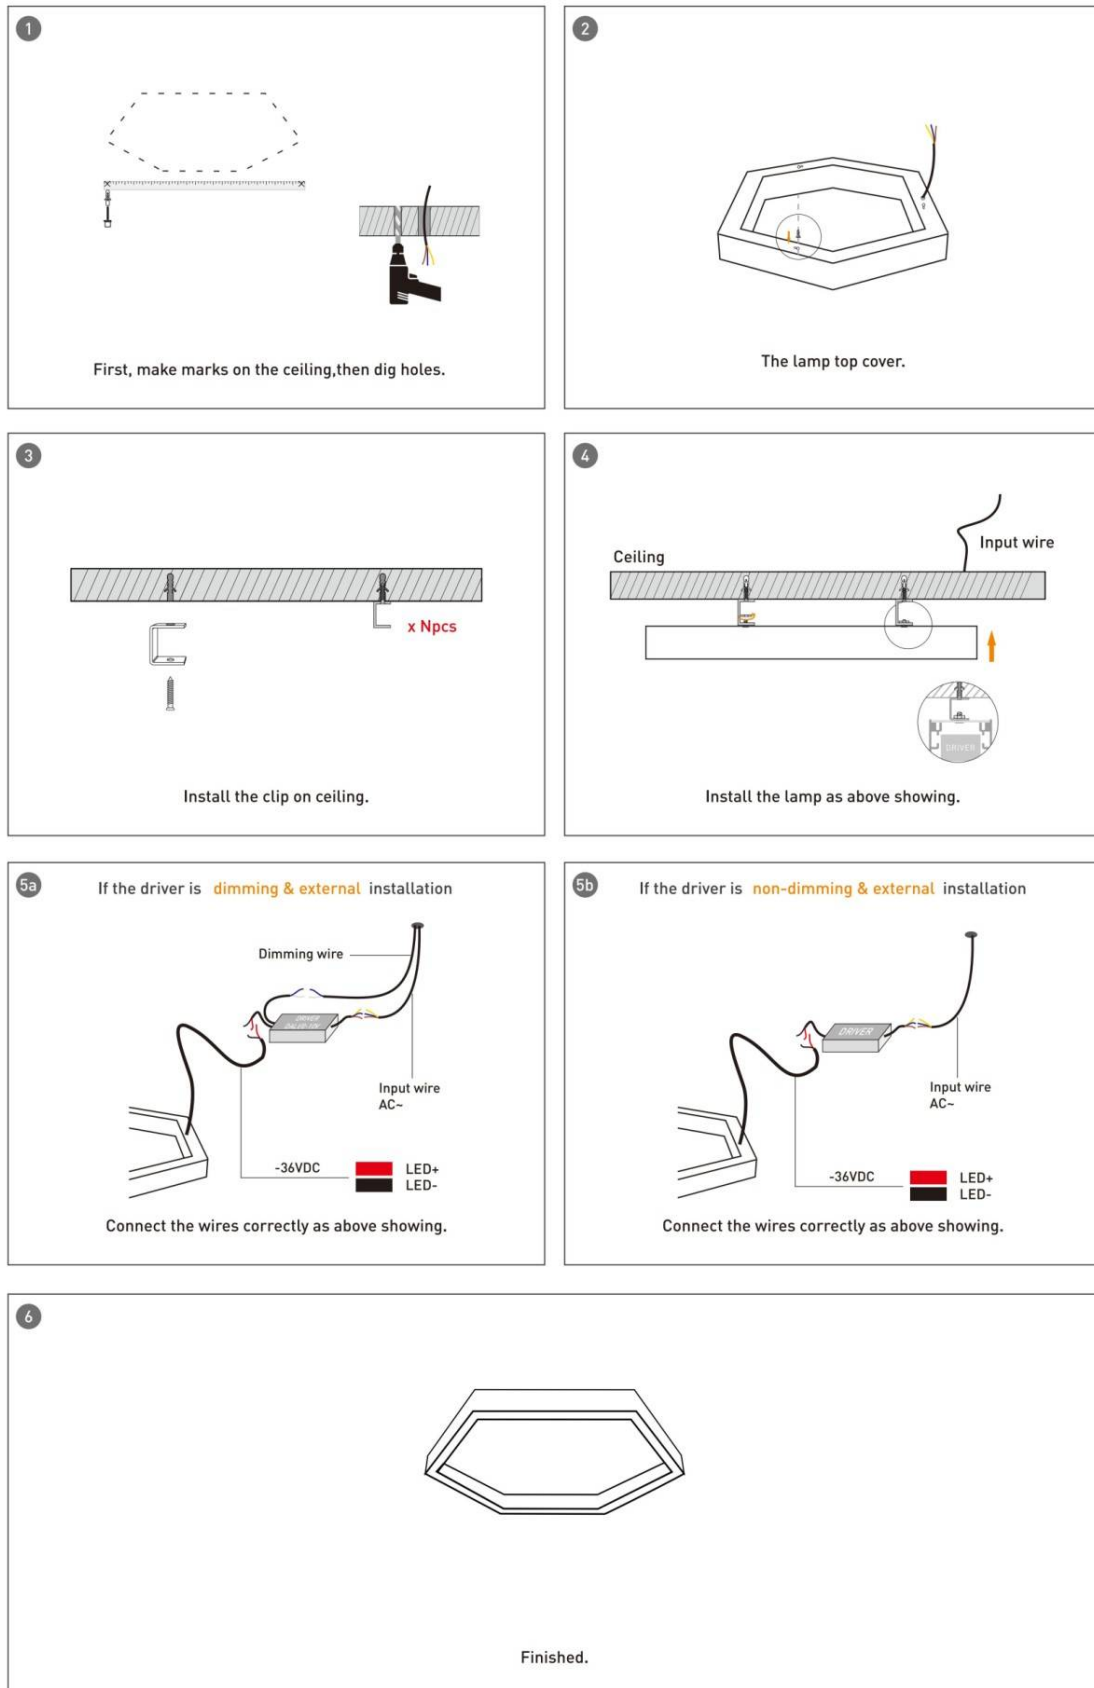 1
First, make marks on the ceiling,then dig holes.
2
The lamp top cover.
3
x Npcs
Install the clip on ceiling.
4
Ceiling
Input wire
DRIVER
Install the lamp as above showing.
5a
If the driver is dimming & external installation
Dimming wire
DRIVER
Input wire
AC~
-36VDC
LED+
LED-
Connect the wires correctly as above showing.
5b
If the driver is non-dimming & external installation
DRIVER
Input wire
AC~
-36VDC
LED+
LED-
Connect the wires correctly as above showing.
6
Finished.